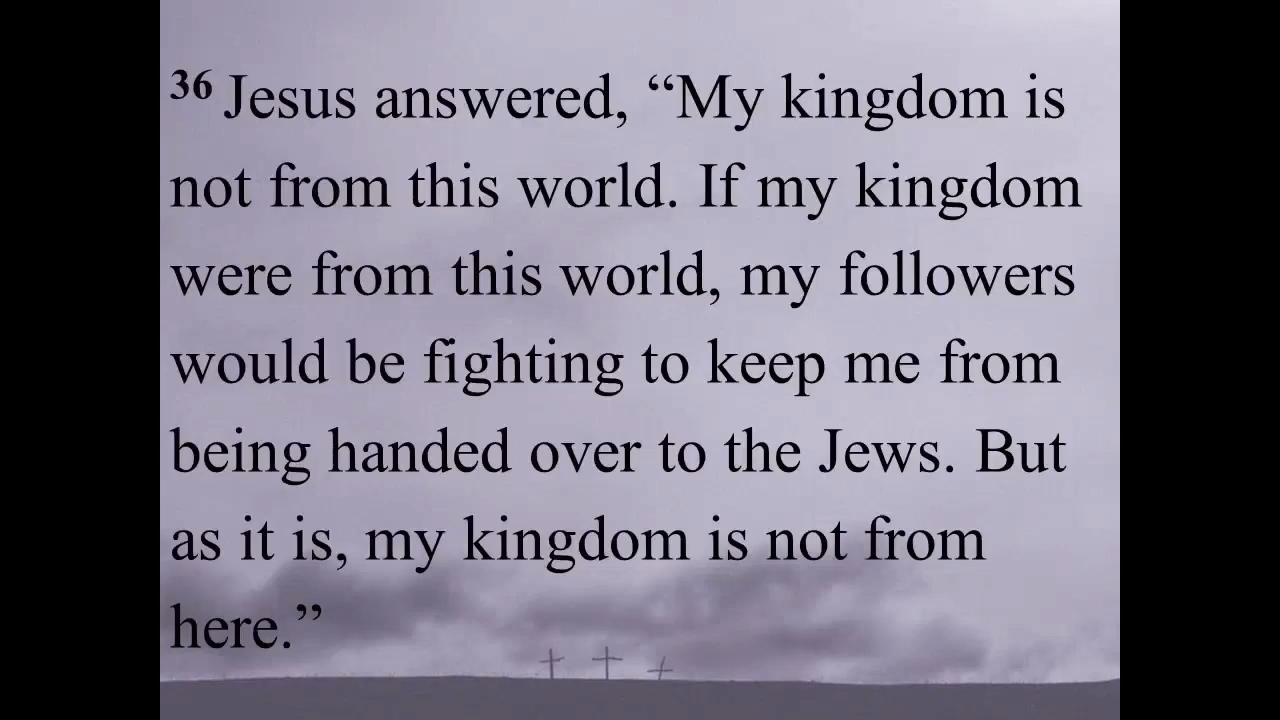 36 Jesus answered, “My kingdom is
not from this world. If my kingdom
were from this world, my followers
would be fighting to keep me from
being handed over to the Jews. But
as it is, my kingdom is not from
here.”